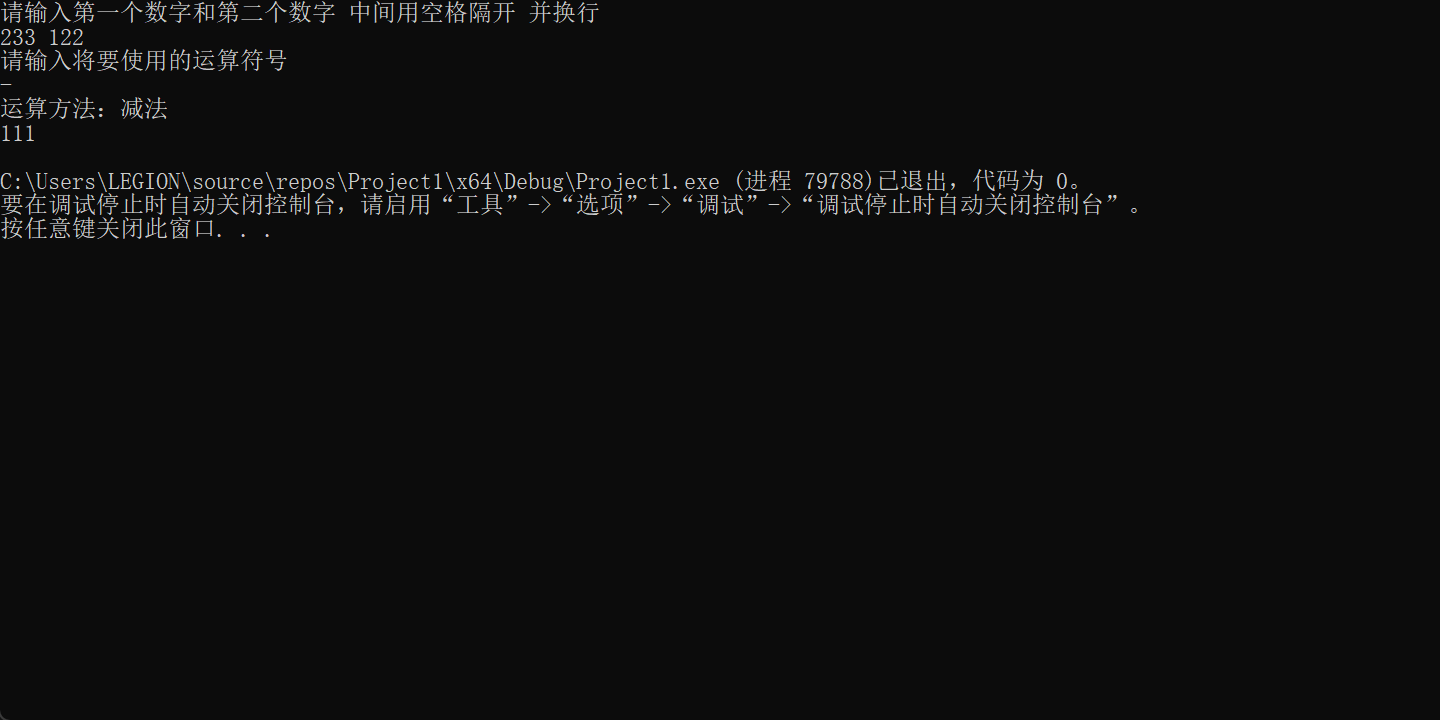 请输入第一个数字和第二个数字 中间用空格隔开 并换行
233 122
请输入将要使用的运算符号
-
运算方法：减法
111
C:\Users\LEGION\source\repos\Project1\x64\Debug\Project1.exe (进程 79788)已退出，代码为 0。
要在调试停止时自动关闭控制台，请启用“工具”->“选项”->“调试”->“调试停止时自动关闭控制台”。
按任意键关闭此窗口. . .